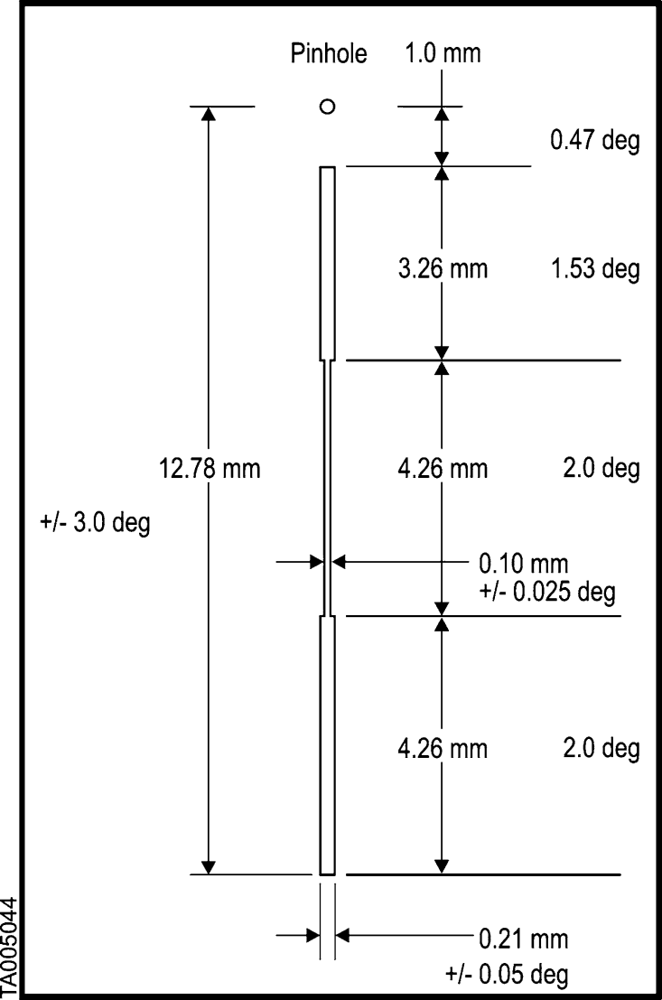 Pinhole 1.0 mm
0.47 deg
3.26 mm 1.53 deg
12.78 mm 4.26 mm 2.0 deg
+/- 3.0 deg
0.10 mm
+/- 0.025 deg
4.26 mm 2.0 deg
0.21 mm
+/- 0.05 deg
TA005044